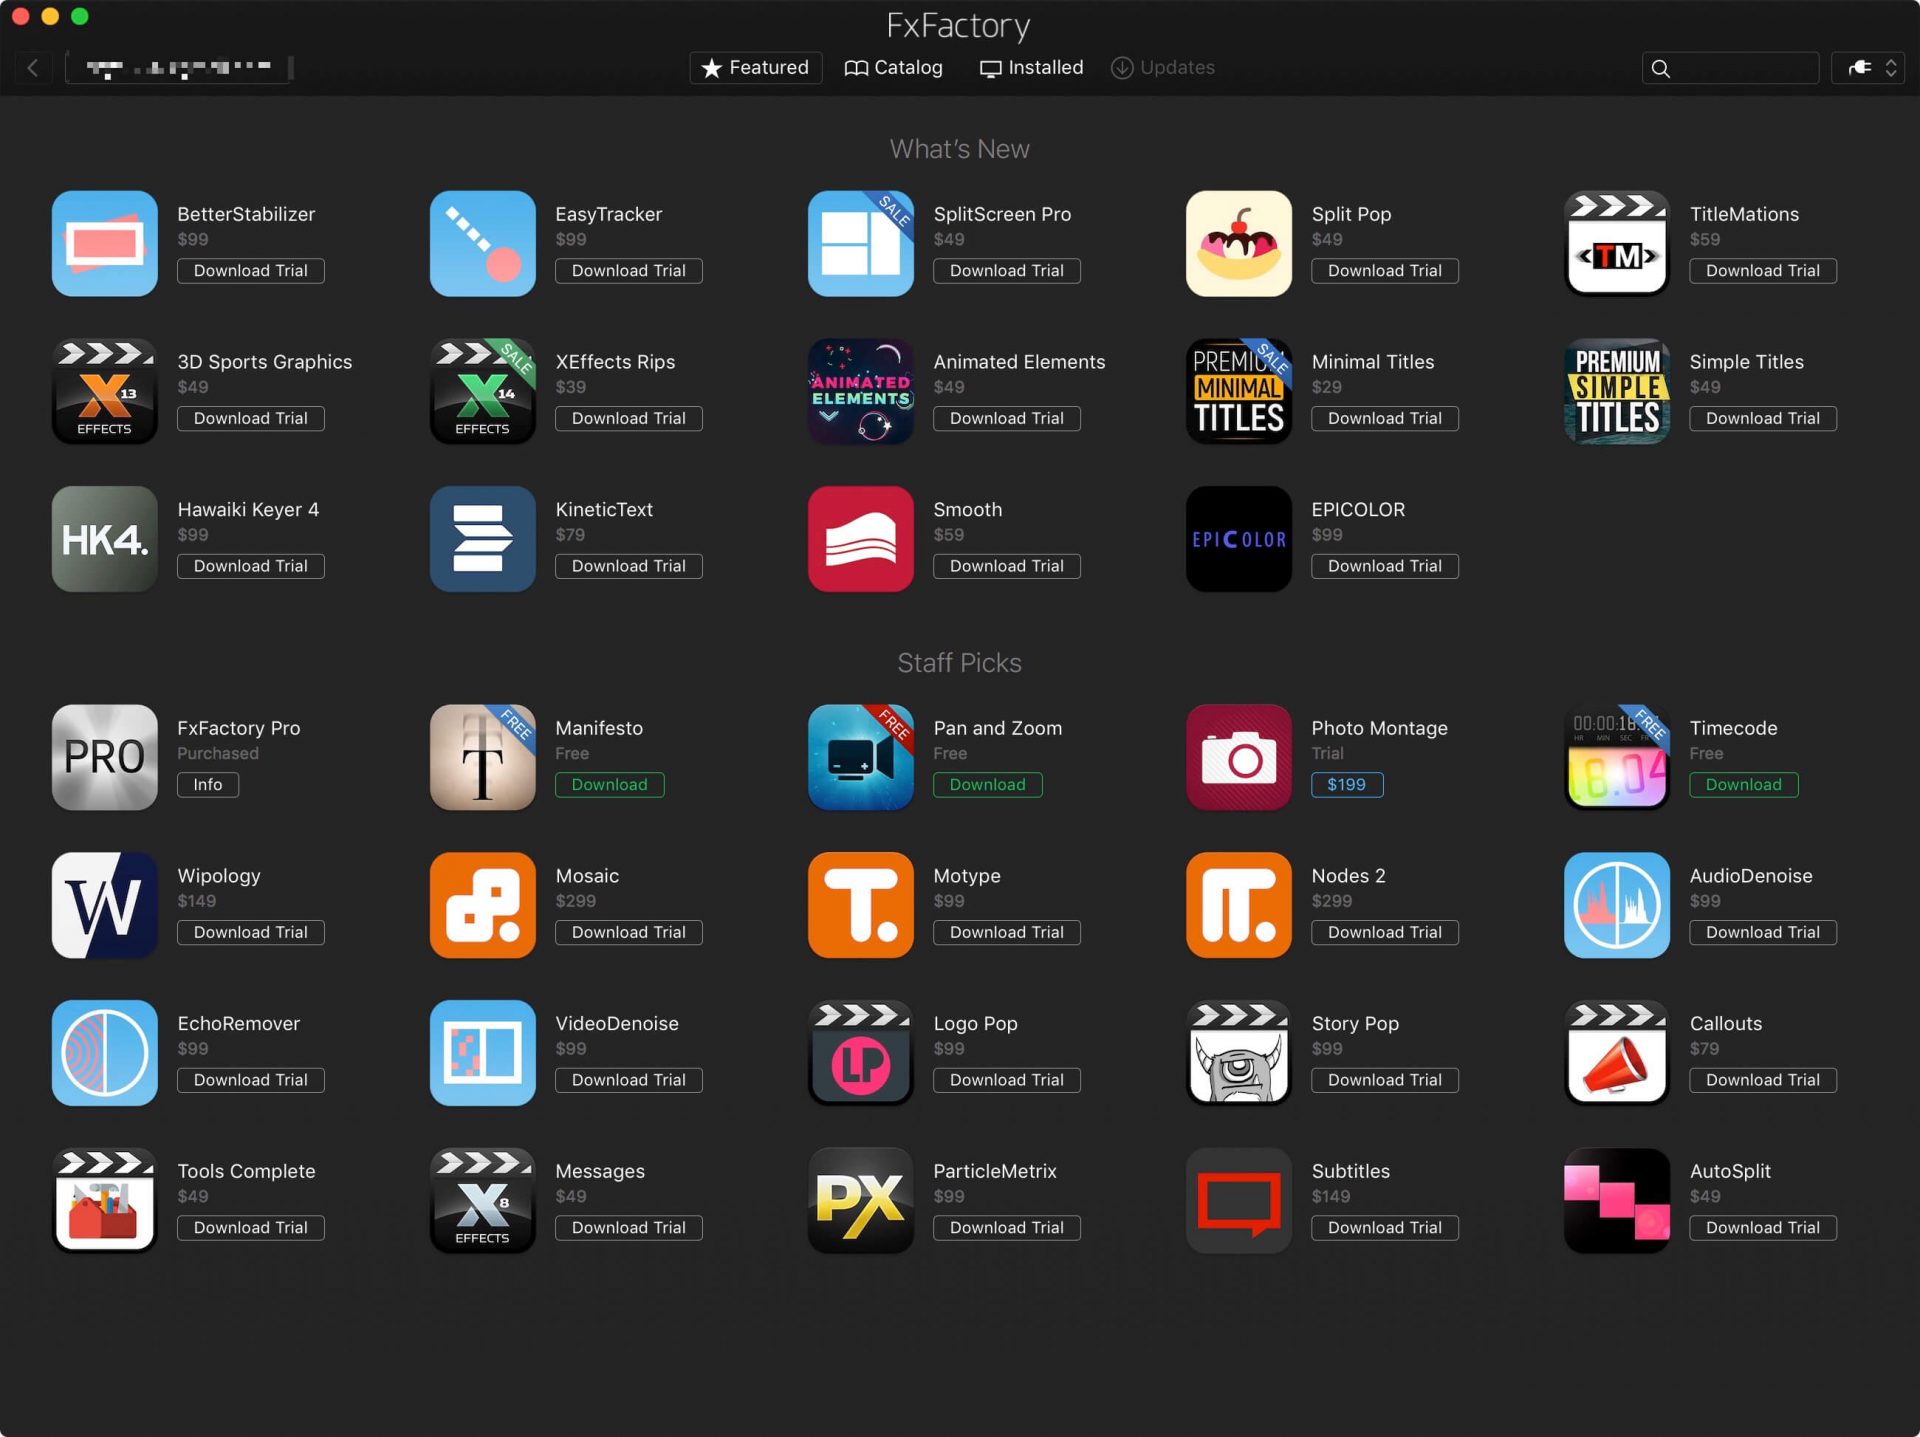 FxFactory
Featured
Catalog
Installed
Updates
What's New
BetterStabilizer
$99
Download Trial
EasyTracker
$99
Download Trial
SALE
SplitScreen Pro
$49
Download Trial
Split Pop
$49
Download Trial
<TM>
TitleMations
$59
Download Trial
X 13
EFFECTS
3D Sports Graphics
$49
Download Trial
SALE
X 14
EFFECTS
XEffects Rips
$39
Download Trial
ANIMATED
ELEMENTS
Animated Elements
$49
Download Trial
SALE
MINIMAL
TITLES
Minimal Titles
$29
Download Trial
PREMIUM
SIMPLE
TITLES
Simple Titles
$49
Download Trial
HK4.
Hawaiki Keyer 4
$99
Download Trial
KineticText
$79
Download Trial
Smooth
$59
Download Trial
EPICOLOR
EPICOLOR
$99
Download Trial
Staff Picks
PRO
FxFactory Pro
Purchased
Info
FREE
T
Manifesto
Free
Download
FREE
Pan and Zoom
Free
Download
Photo Montage
Trial
$199
FREE
HR MIN SEC
18.04
Timecode
Free
Download
W
Wipology
$149
Download Trial
Mosaic
$299
Download Trial
T.
Motype
$99
Download Trial
Nodes 2
$299
Download Trial
AudioDenoise
$99
Download Trial
EchoRemover
$99
Download Trial
VideoDenoise
$99
Download Trial
LP
Logo Pop
$99
Download Trial
Story Pop
$99
Download Trial
Callouts
$79
Download Trial
Tools Complete
$49
Download Trial
X 8
EFFECTS
Messages
$49
Download Trial
PX
ParticleMetrix
$99
Download Trial
Subtitles
$149
Download Trial
AutoSplit
$49
Download Trial